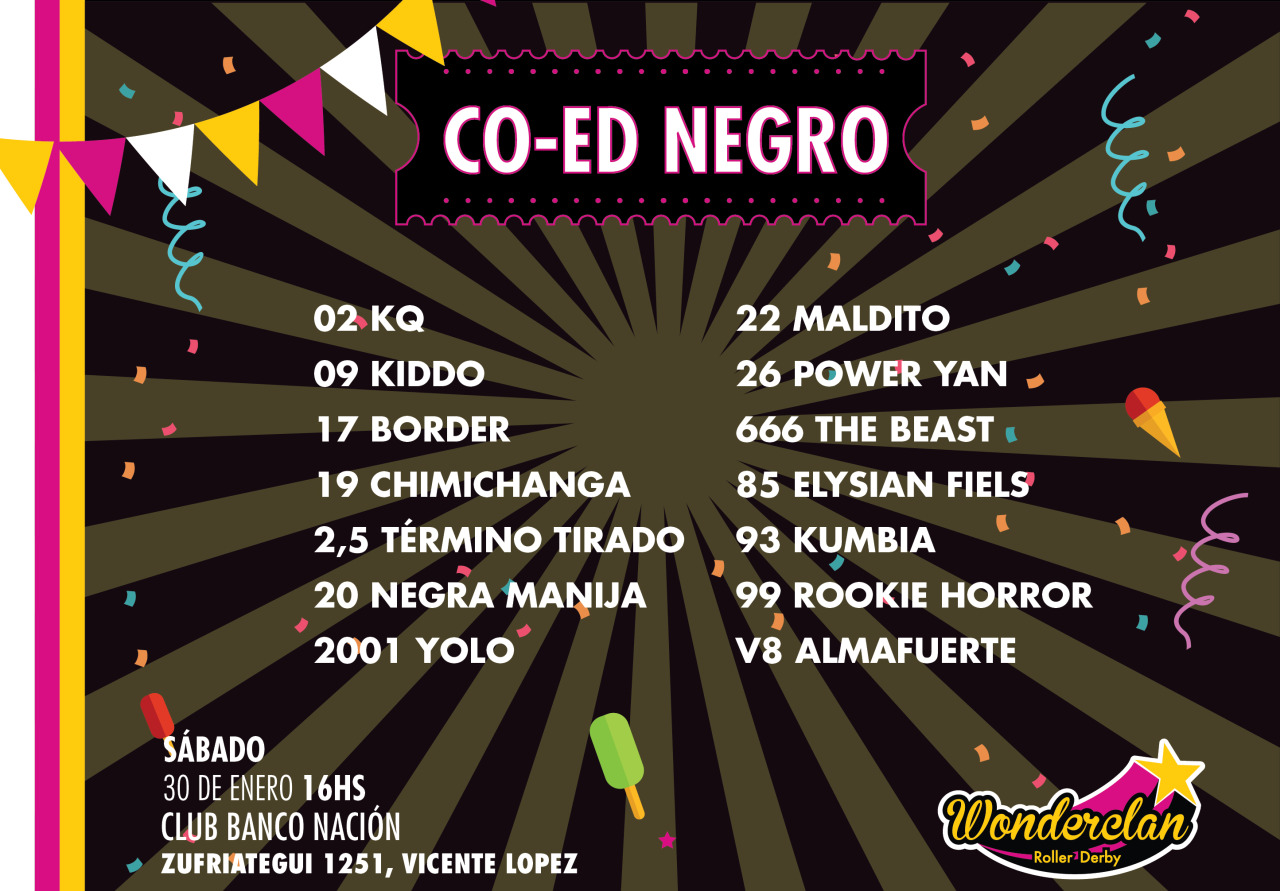 CO-ED NEGRO
02 KQ
09 KIDDO
17 BORDER
19 CHIMICHANGA
2,5 TÉRMINO TIRADO
20 NEGRA MANIJA
2001 YOLO
22 MALDITO
26 POWER YAN
666 THE BEAST
85 ELYSIAN FIELS
93 KUMBIA
99 ROOKIE HORROR
V8 ALMAFUERTE
SÁBADO
30 DE ENERO 16HS
CLUB BANCO NACIÓN
ZUFRIATEGUI 1251, VICENTE LOPEZ
Wonderclan
Roller Derby